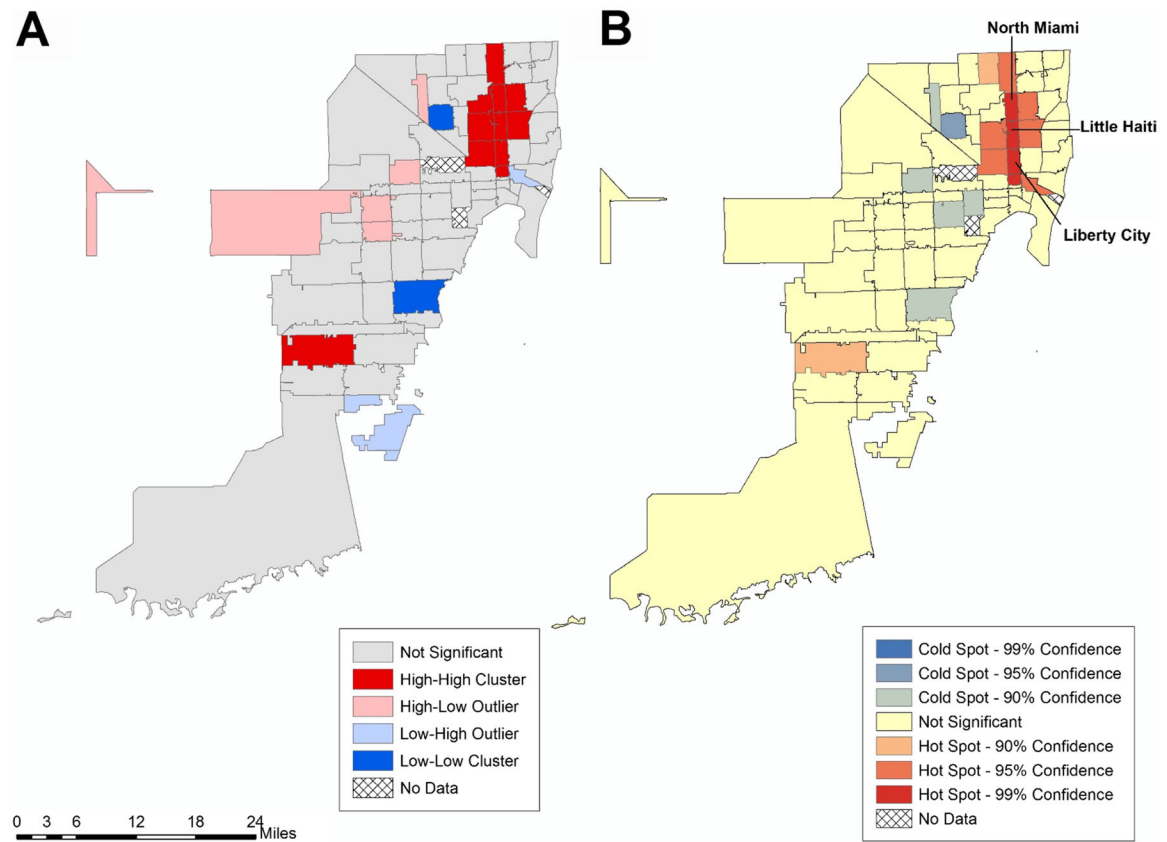 A
B
North Miami
Little Haiti
Liberty City
Not Significant
High-High Cluster
High-Low Outlier
Low-High Outlier
Low-Low Cluster
No Data
0 3 6 12 18 24
Miles
Cold Spot - 99% Confidence
Cold Spot - 95% Confidence
Cold Spot - 90% Confidence
Not Significant
Hot Spot - 90% Confidence
Hot Spot - 95% Confidence
Hot Spot - 99% Confidence
No Data